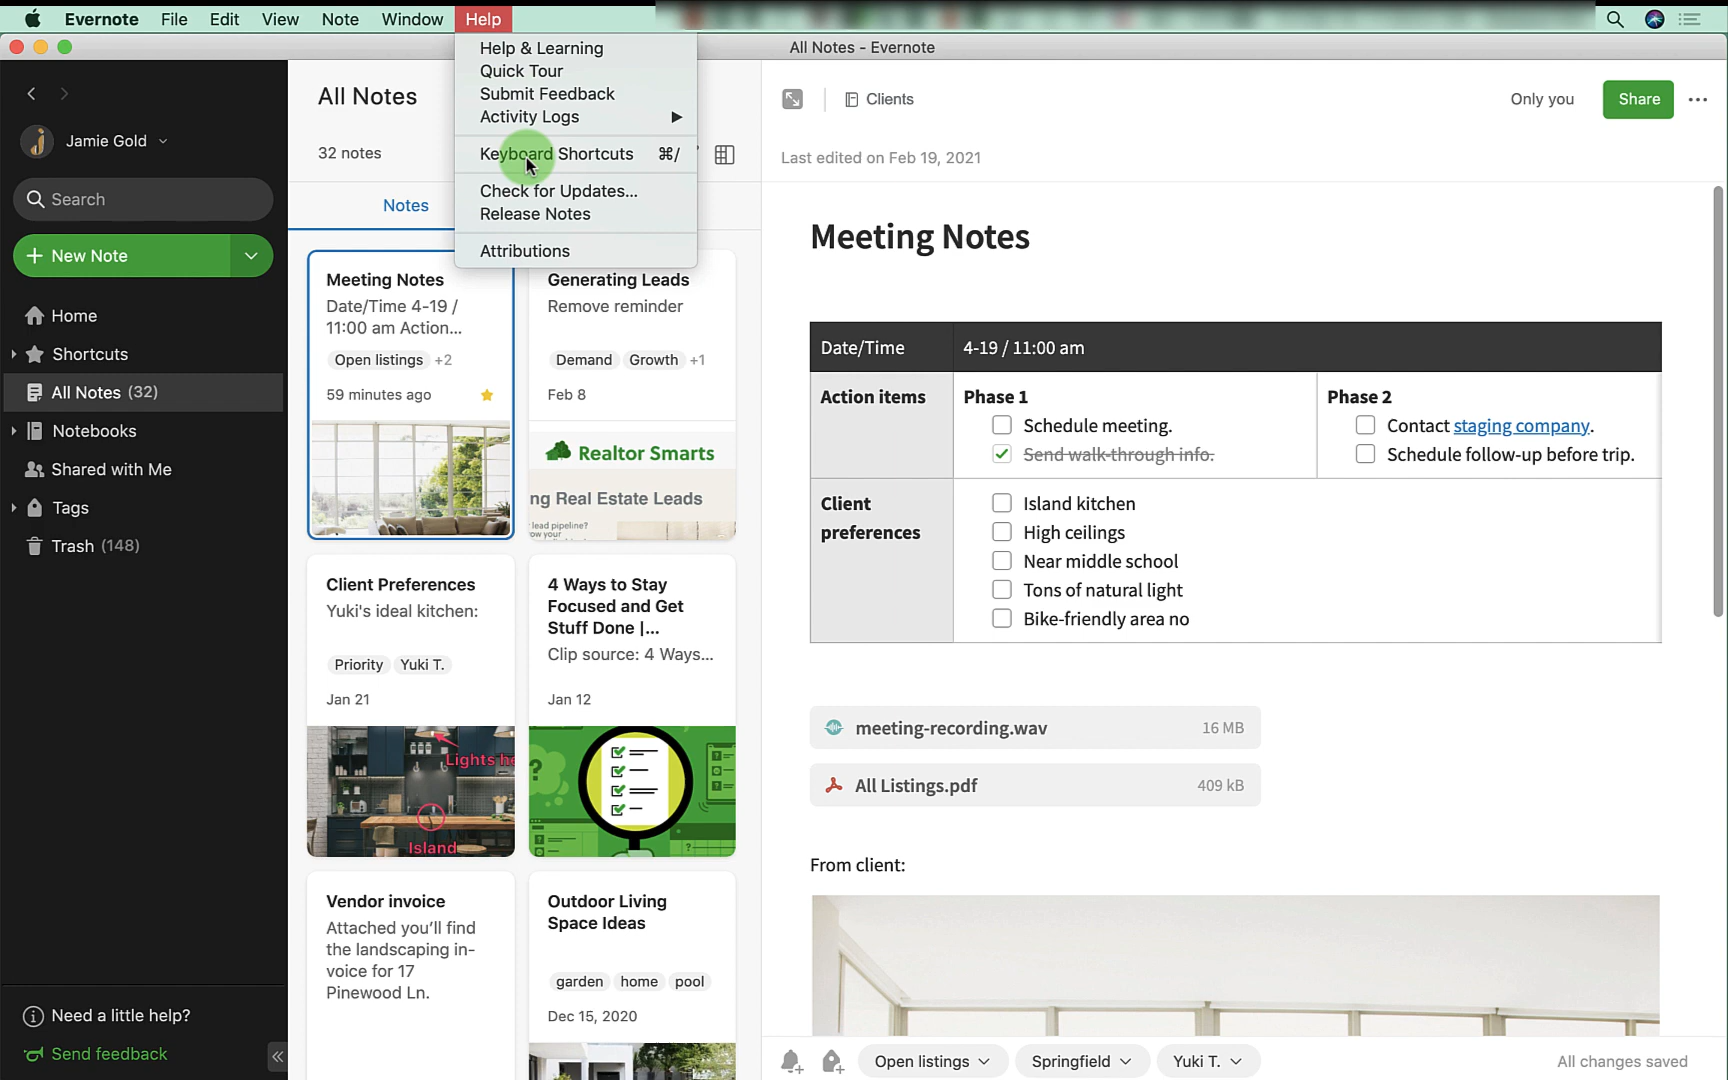 Evernote File Edit View Note Window Help
All Notes - Evernote
Help & Learning
Quick Tour
Submit Feedback
Activity Logs
Keyboard Shortcuts ⌘/
Check for Updates...
Release Notes
Attributions
Jamie Gold
Search
New Note
Home
Shortcuts
All Notes (32)
Notebooks
Shared with Me
Tags
Trash (148)
Need a little help?
Send feedback
All Notes
32 notes
Notes
Meeting Notes
Date/Time 4-19 /
11:00 am Action...
Open listings +2
59 minutes ago
Generating Leads
Remove reminder
Demand Growth +1
Feb 8
Realtor Smarts
ng Real Estate Leads
lead pipeline?
ow your
Client Preferences
Yuki's ideal kitchen:
Priority Yuki T.
Jan 21
Lights he
Island
4 Ways to Stay
Focused and Get
Stuff Done |...
Clip source: 4 Ways...
Jan 12
Vendor invoice
Attached you'll find
the landscaping in-
voice for 17
Pinewood Ln.
Outdoor Living
Space Ideas
garden home pool
Dec 15, 2020
Clients
Only you
Share
Last edited on Feb 19, 2021
Meeting Notes
Date/Time 4-19 / 11:00 am
Action items
Phase 1
Schedule meeting.
Send walk-through info.
Phase 2
Contact staging company.
Schedule follow-up before trip.
Client
preferences
Island kitchen
High ceilings
Near middle school
Tons of natural light
Bike-friendly area no
meeting-recording.wav 16 MB
All Listings.pdf 409 kB
From client:
Open listings Springfield Yuki T.
All changes saved